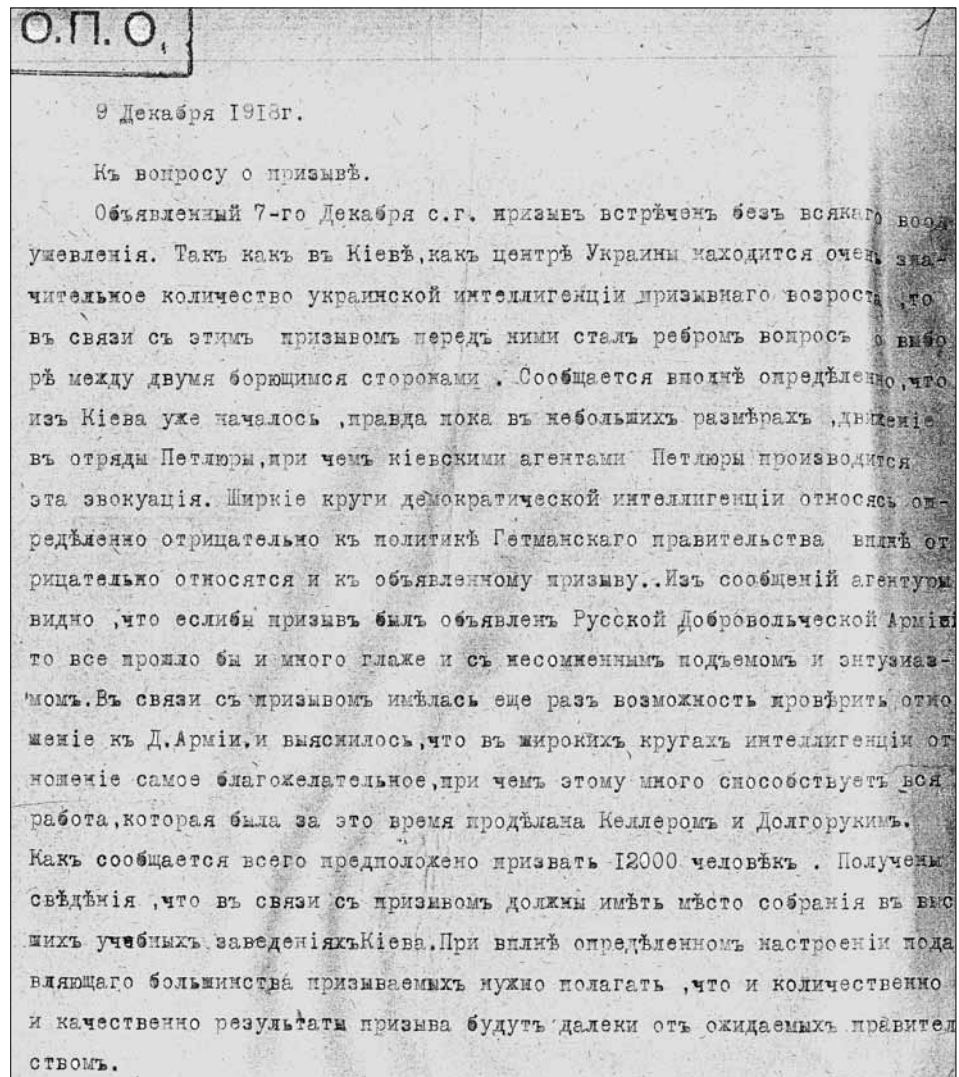 О.П.О,
1
9 Декабря 1918г.
Къ вопросу о призывѣ.
Объявленный 7-го Декабря с.г. призывъ встрѣченъ безъ всякаго воод-
ушевленія. Такъ какъ въ Кіевѣ,какъ центрѣ Украины находится очень зна-
чительное количество украинской интеллигенціи призывнаго возроста ,то
въ связи съ этимъ призывомъ передъ ними сталъ ребромъ вопросъ о выбо
рѣ между двумя борющимся сторонами . Сообщается вполнѣ опредѣленно,что
изъ Кіева уже началось ,правда пока въ небольшихъ размѣрахъ ,движеніе
въ отряды Петлюры,при чемъ кіевскими агентами Петлюры производится
эта эвокуація. Ширкіе круги демократической интеллигенціи относясь оп-
редѣленно отрицательно къ политикѣ Гетманскаго правительства вплнѣ от
рицательно относятся и къ объявленному призыву..Изъ сообщеній агентуры
видно ,что еслибы призывъ былъ объявленъ Русской Добровольческой Арміей
то все прошло бы и много глаже и съ несомненнымъ подъемомъ и энтузиаз-
момъ.Въ связи съ призывомъ имѣлась еще разъ возможность провѣрить отно
шеніе къ Д.Арміи.и выяснилось,что въ широкихъ кругахъ интеллигенціи от
ношеніе самое благожелательное,при чемъ этому много способствуетъ вся
работа,которая была за это время продѣлана Келлеромъ и Долгорукимъ.
Какъ сообщается всего предположено призвать 12000 человѣкъ . Получены
свѣдѣнія ,что въ связи съ призывомъ должны имѣть мѣсто собранія въ выс
шихъ учебныхъ заведеніяхъКіева.При вплнѣ опредѣленномъ настроеніи пода
вляющаго большинства призываемыхъ нужно полагать ,что и количественно
и качественно результаты призыва будутъ далеки отъ ожидаемыхъ правител
ствомъ.